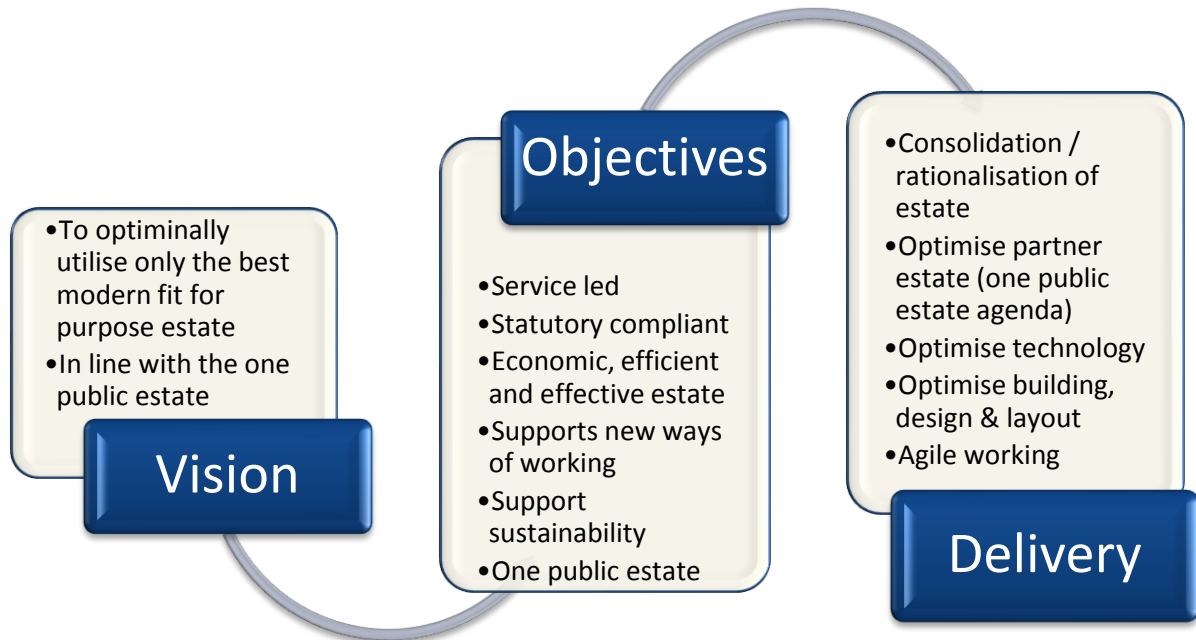 •To optiminally
utilise only the best
modern fit for
purpose estate
•In line with the one
public estate
Vision
Objectives
•Service led
•Statutory compliant
•Economic, efficient
and effective estate
•Supports new ways
of working
•Support
sustainability
•One public estate
•Consolidation /
rationalisation of
estate
•Optimise partner
estate (one public
estate agenda)
•Optimise technology
•Optimise building,
design & layout
•Agile working
Delivery